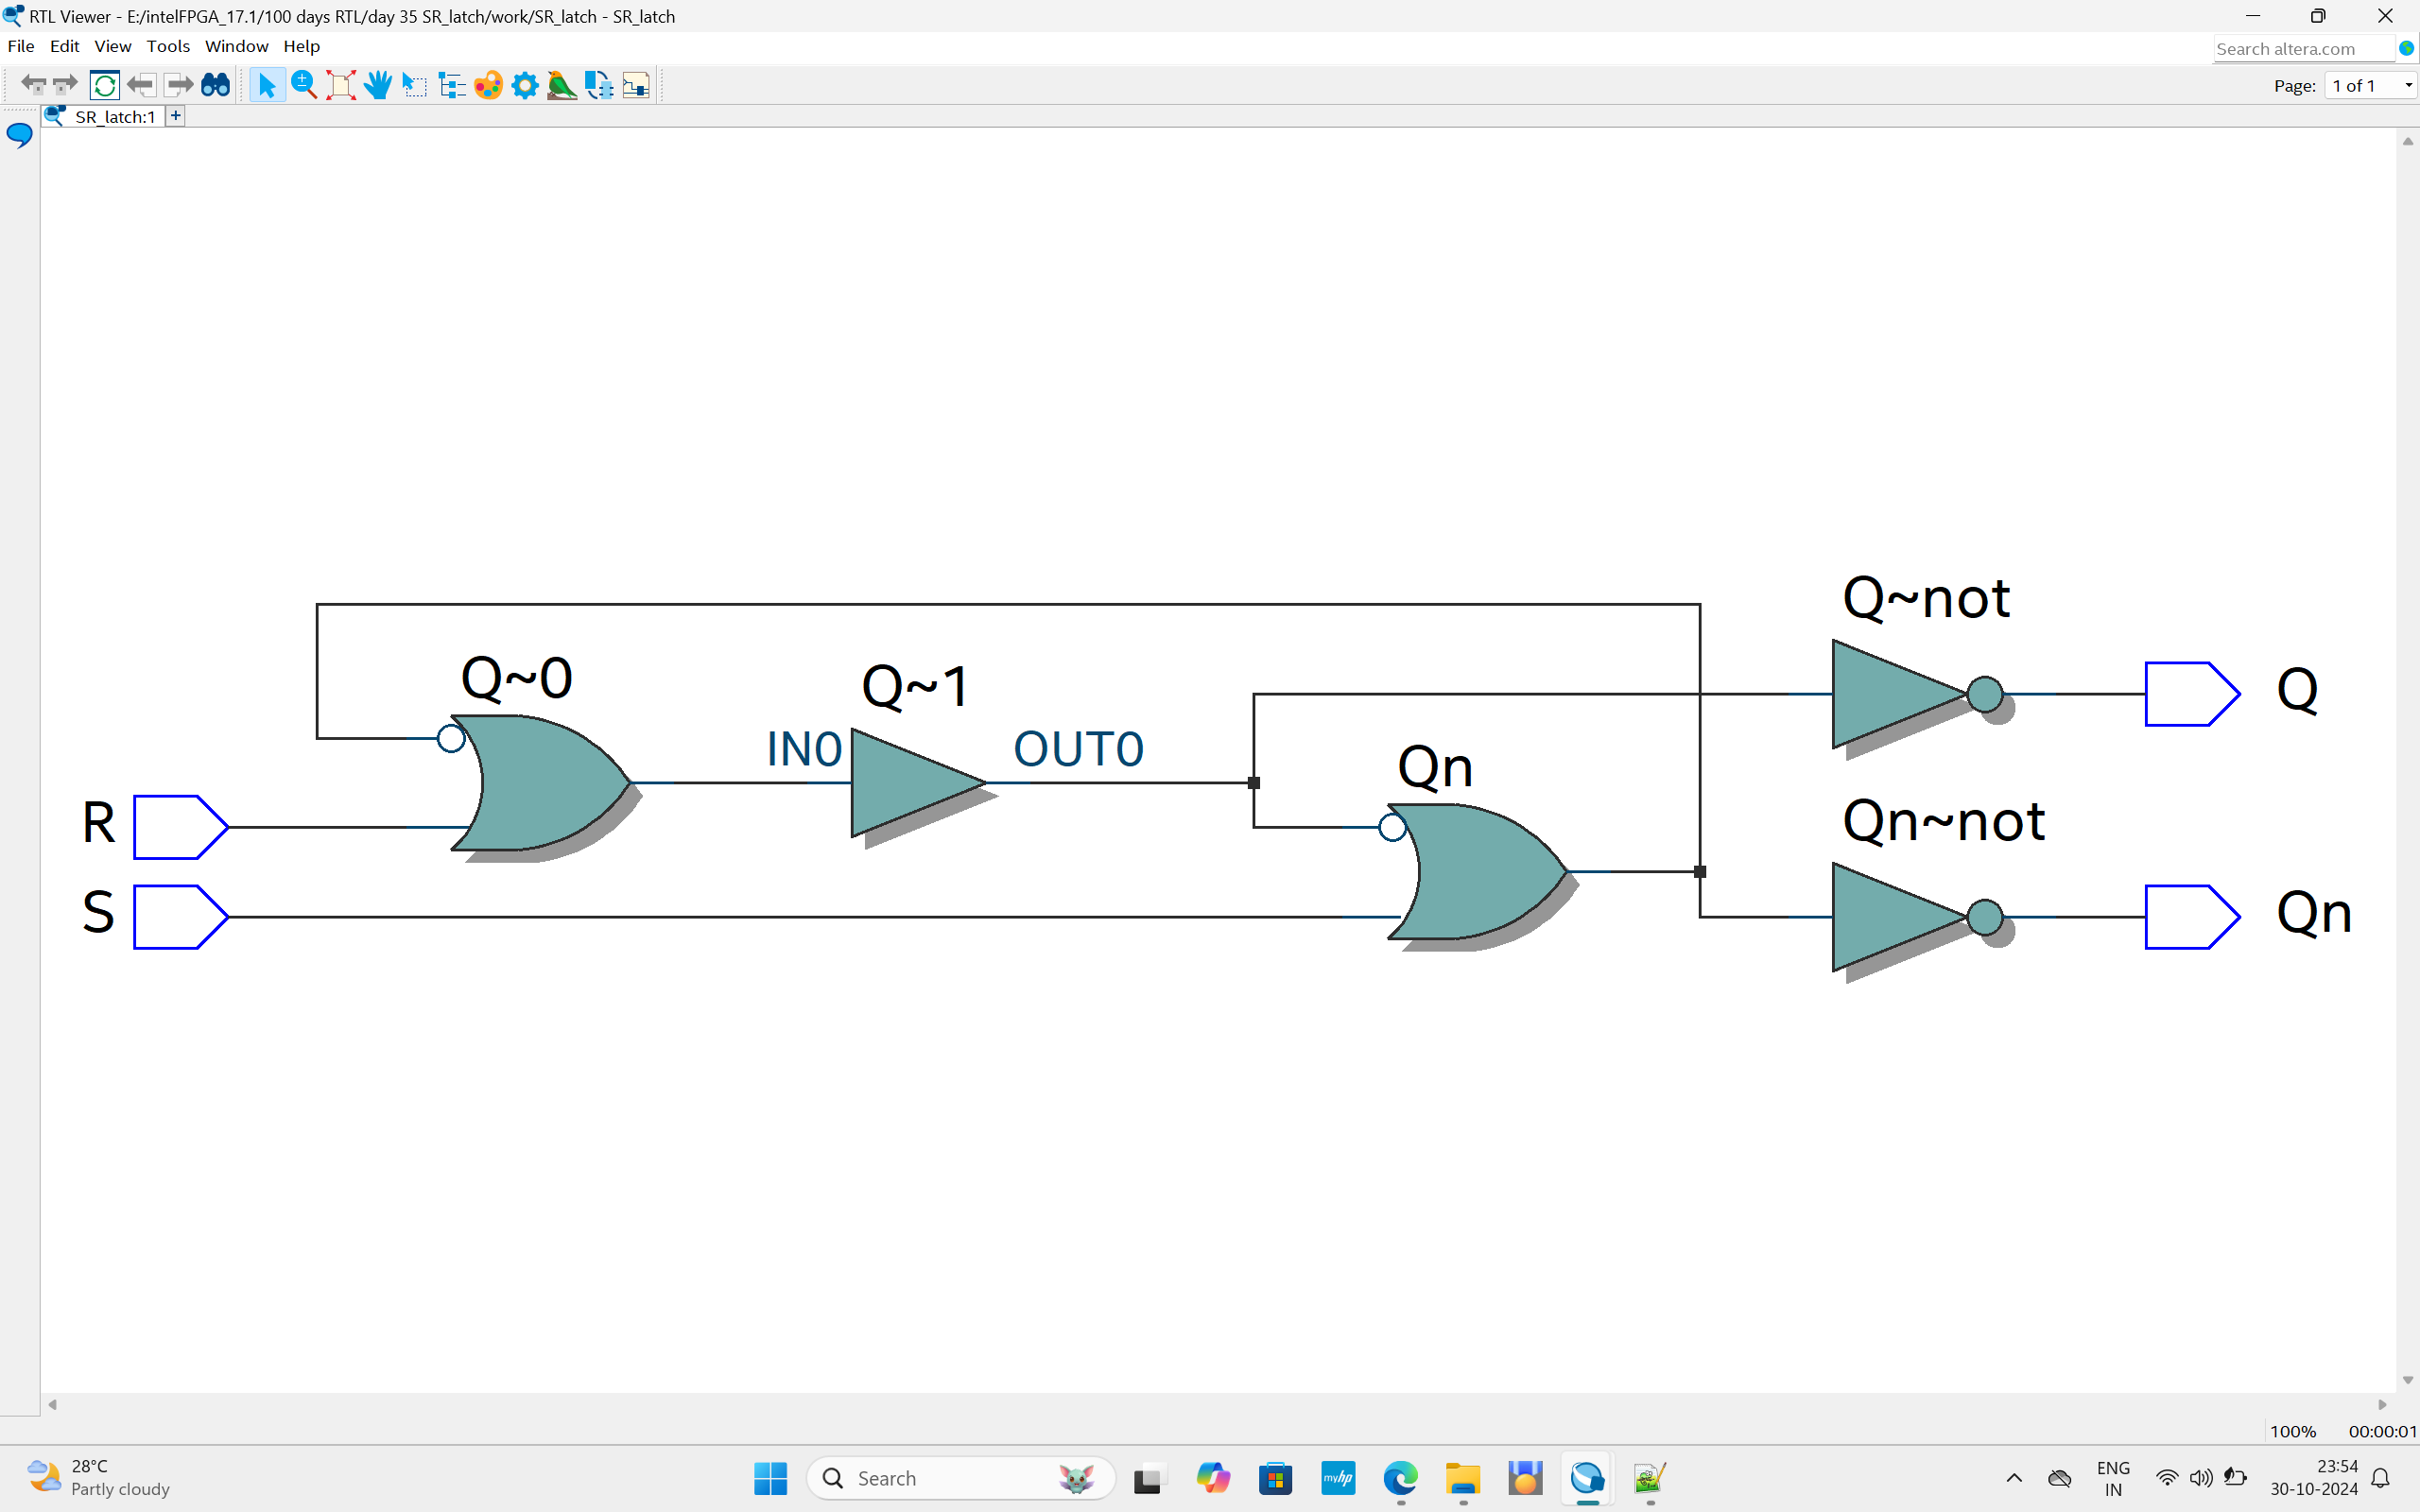 RTL Viewer - E:/intelFPGA_17.1/100 days RTL/day 35 SR_latch/work/SR_latch - SR_latch
File Edit View Tools Window Help
Search altera.com
Page: 1 of 1
SR_latch:1 +
Q~not
Q~0
Q~1
Q
IN0
OUT0
Qn
R
Qn~not
S
Qn
100% 00:00:01
28°C
Partly cloudy
Search
myhp
ENG
IN
23:54
30-10-2024